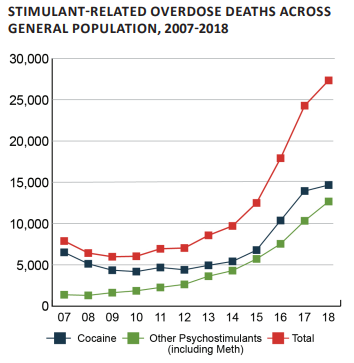 STIMULANT-RELATED OVERDOSE DEATHS ACROSS
GENERAL POPULATION, 2007-2018
30,000
25,000
20,000
15,000
10,000
5,000
0
07 08 09 10 11 12 13 14 15 16 17 18
Cocaine Other Psychostimulants Total
(including Meth)